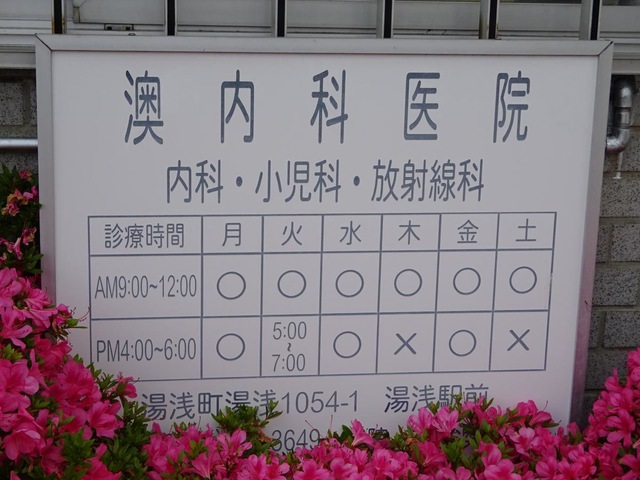 澳内科医院
内科・小児科・放射線科
診療時間 月 火 水 木 金 土
AM9:00~12:00 ○ ○ ○ ○ ○ ○
PM4:00~6:00 ○ 5:00~7:00 ○ × ○ ×
湯浅町湯浅1054-1 湯浅駅前
3649